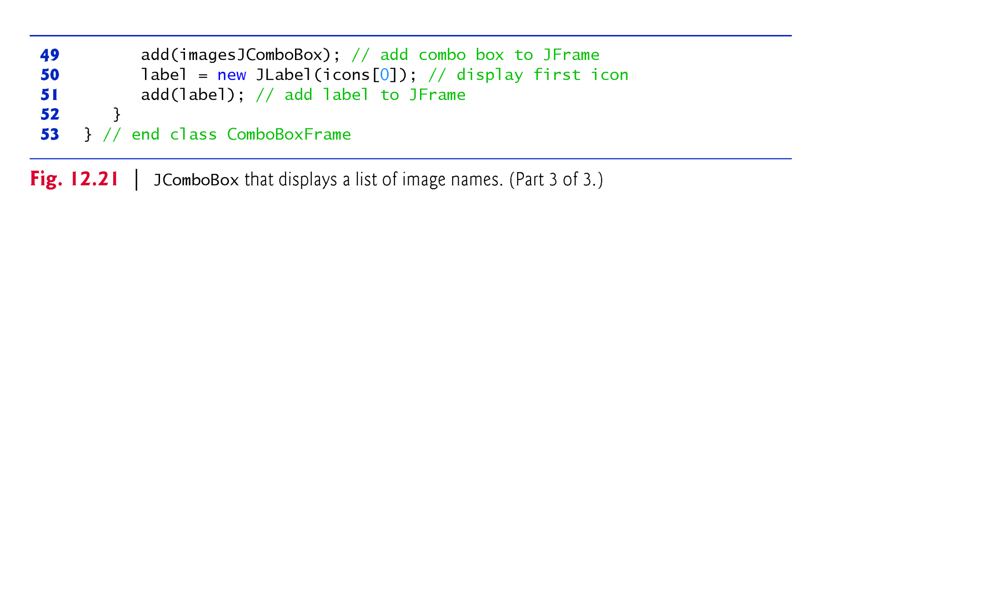 49 add(imagesJComboBox); // add combo box to JFrame
50 label = new JLabel(icons[0]); // display first icon
51 add(label); // add label to JFrame
52 }
53 } // end class ComboBoxFrame
Fig. 12.21 | JComboBox that displays a list of image names. (Part 3 of 3.)